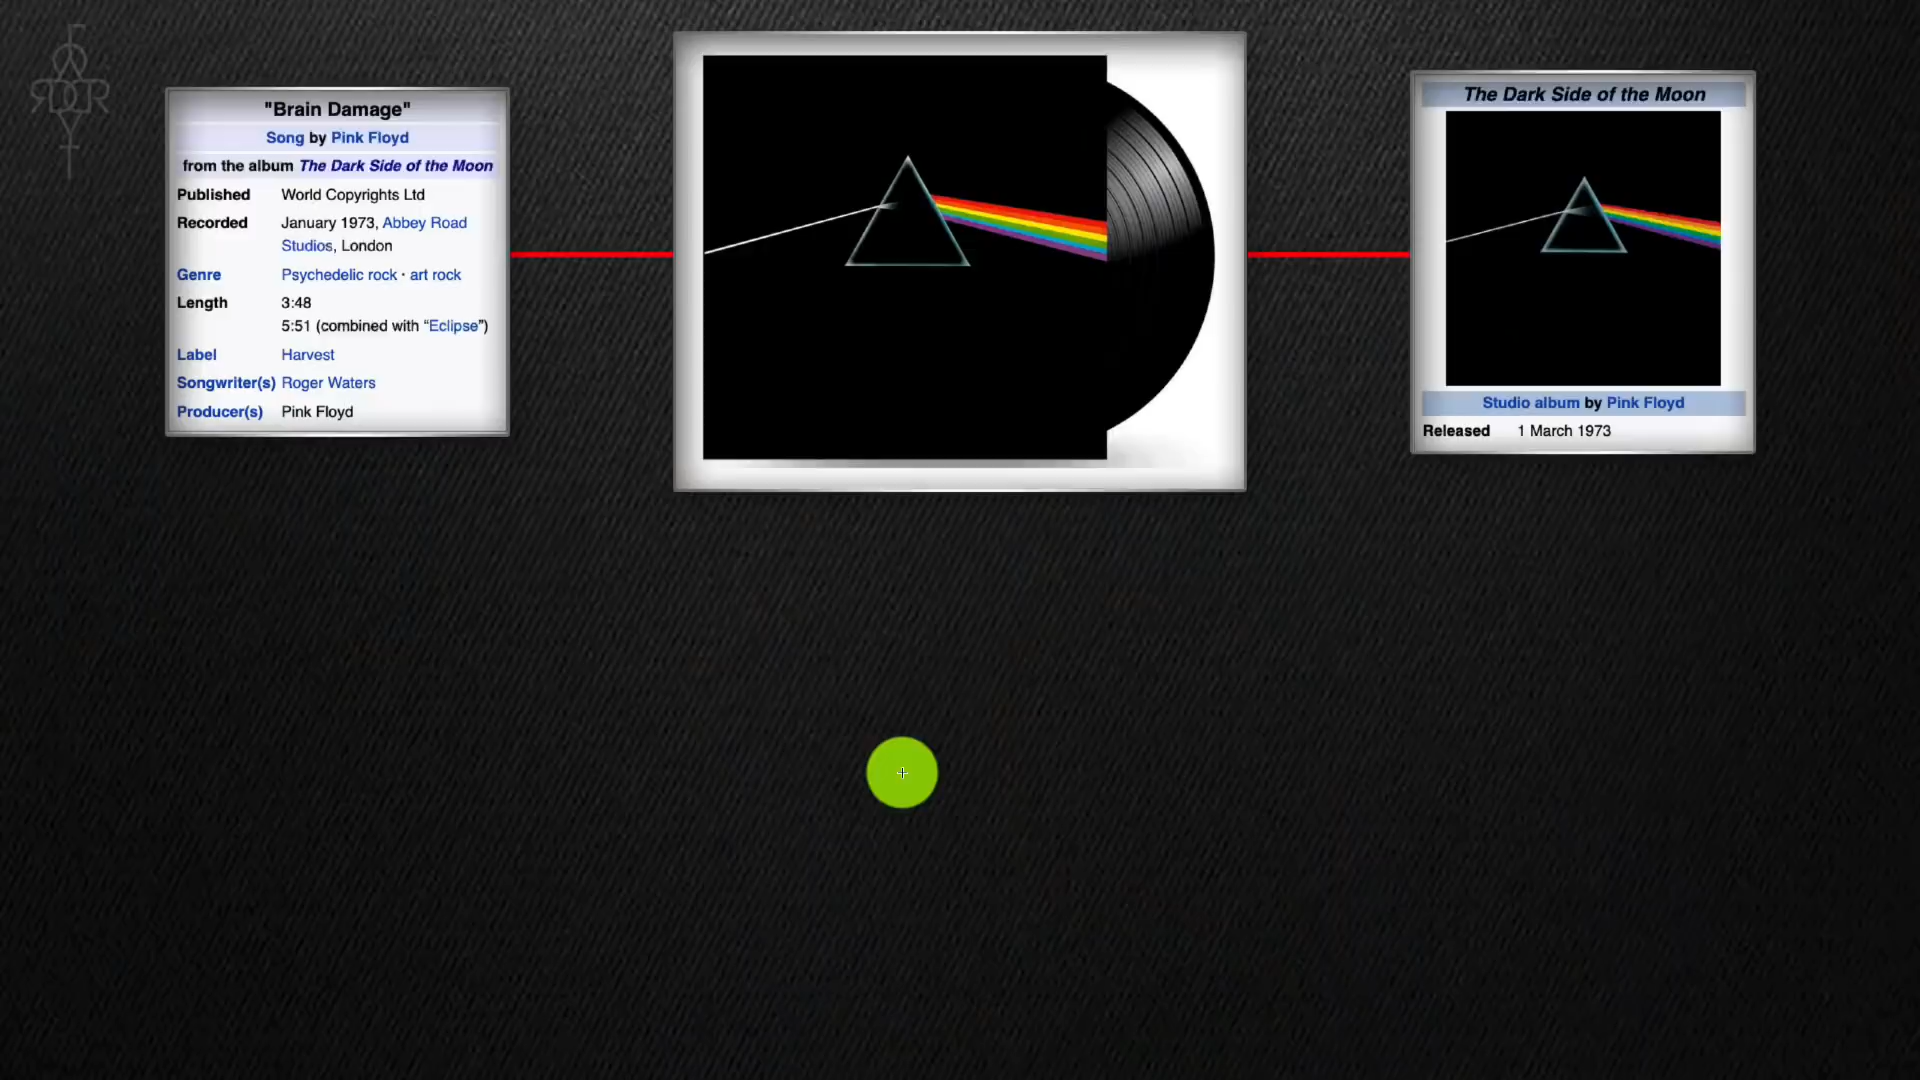 "Brain Damage"
Song by Pink Floyd
from the album The Dark Side of the Moon
Published World Copyrights Ltd
Recorded January 1973, Abbey Road
Studios, London
Genre Psychedelic rock · art rock
Length 3:48
5:51 (combined with “Eclipse”)
Label Harvest
Songwriter(s) Roger Waters
Producer(s) Pink Floyd
The Dark Side of the Moon
Studio album by Pink Floyd
Released 1 March 1973